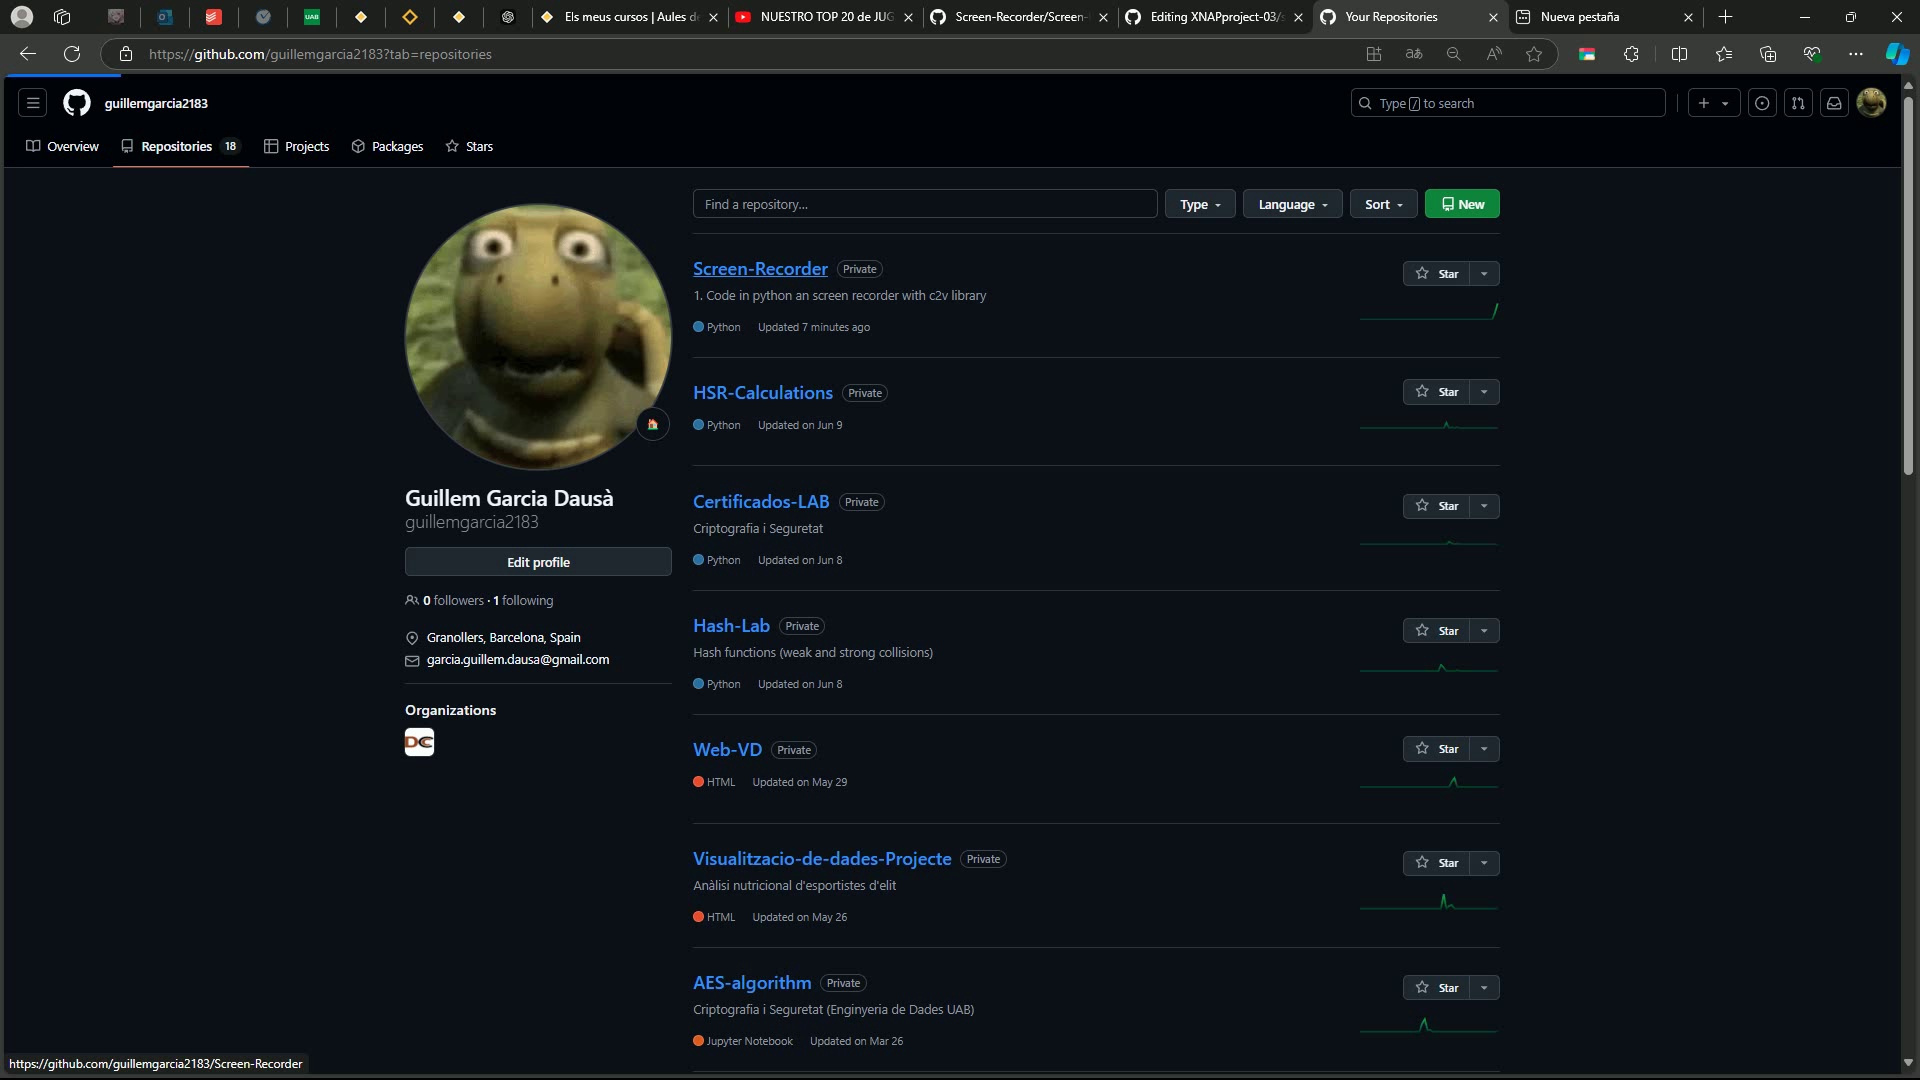 Els meus cursos | Aules d
NUESTRO TOP 20 de JUG
Screen-Recorder/Screen-
Editing XNAPproject-03/s
Your Repositories
Nueva pestaña
https://github.com/guillemgarcia2183?tab=repositories
guillemgarcia2183
Type / to search
Overview
Repositories 18
Projects
Packages
Stars
Find a repository...
Type
Language
Sort
New
Screen-Recorder Private
Star
1. Code in python an screen recorder with c2v library
Python Updated 7 minutes ago
HSR-Calculations Private
Star
Python Updated on Jun 9
Certificados-LAB Private
Star
Criptografia i Seguretat
Python Updated on Jun 8
Hash-Lab Private
Star
Hash functions (weak and strong collisions)
Python Updated on Jun 8
Web-VD Private
Star
HTML Updated on May 29
Visualitzacio-de-dades-Projecte Private
Star
Anàlisi nutricional d'esportistes d'elit
HTML Updated on May 26
AES-algorithm Private
Star
Criptografia i Seguretat (Enginyeria de Dades UAB)
Jupyter Notebook Updated on Mar 26
Guillem Garcia Dausà
guillemgarcia2183
Edit profile
0 followers · 1 following
Granollers, Barcelona, Spain
garcia.guillem.dausa@gmail.com
Organizations
DC
https://github.com/guillemgarcia2183/Screen-Recorder